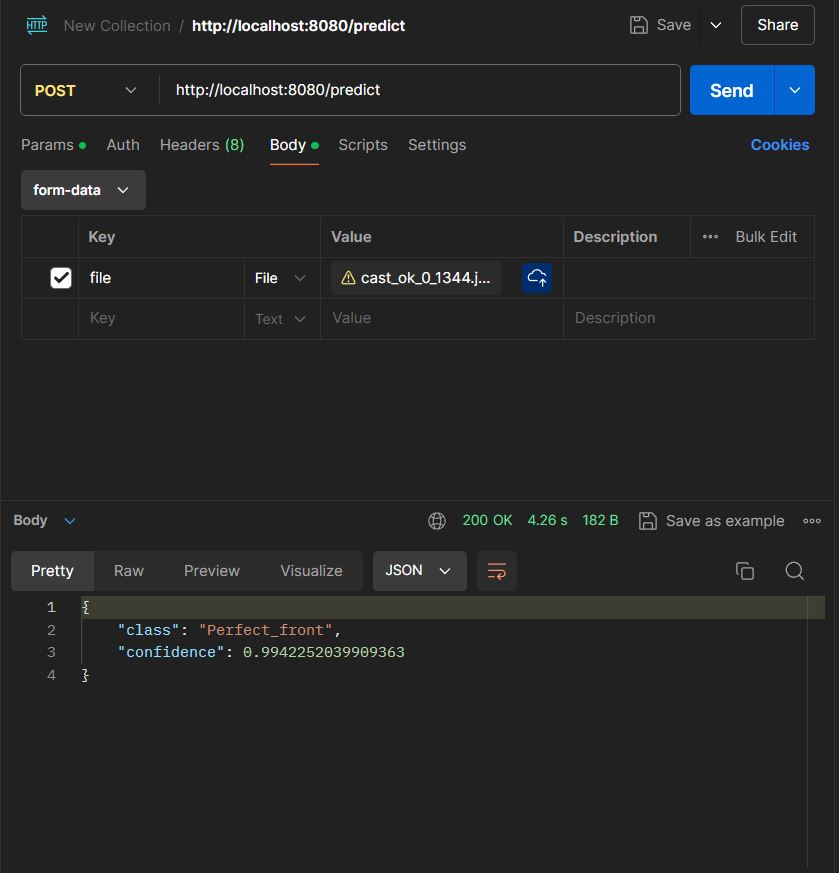 HTTP New Collection / http://localhost:8080/predict Save Share
POST http://localhost:8080/predict Send
Params Auth Headers (8) Body Scripts Settings Cookies
form-data
Key Value Description ••• Bulk Edit
file File cast_ok_0_1344.j...
Key Text Value Description
Body 200 OK 4.26 s 182 B Save as example
Pretty Raw Preview Visualize JSON
1 {
2 "class": "Perfect_front",
3 "confidence": 0.9942252039909363
4 }